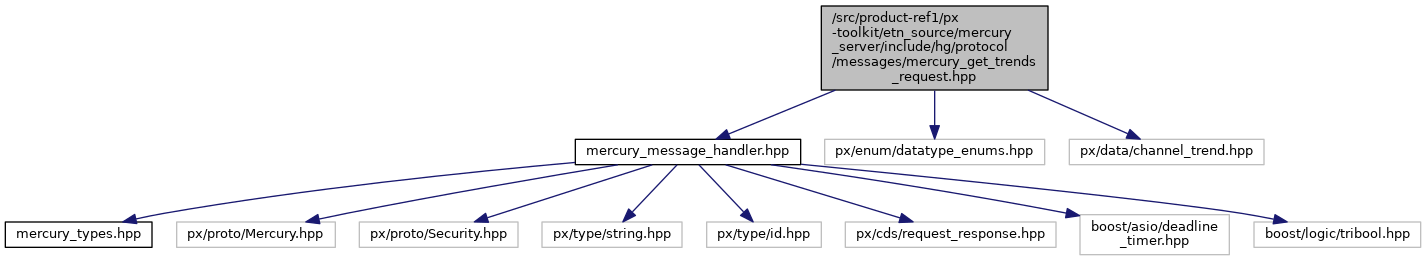 /src/product-ref1/px
-toolkit/etn_source/mercury
_server/include/hg/protocol
/messages/mercury_get_trends
_request.hpp
mercury_message_handler.hpp
px/enum/datatype_enums.hpp
px/data/channel_trend.hpp
mercury_types.hpp
px/proto/Mercury.hpp
px/proto/Security.hpp
px/type/string.hpp
px/type/id.hpp
px/cds/request_response.hpp
boost/asio/deadline
_timer.hpp
boost/logic/tribool.hpp